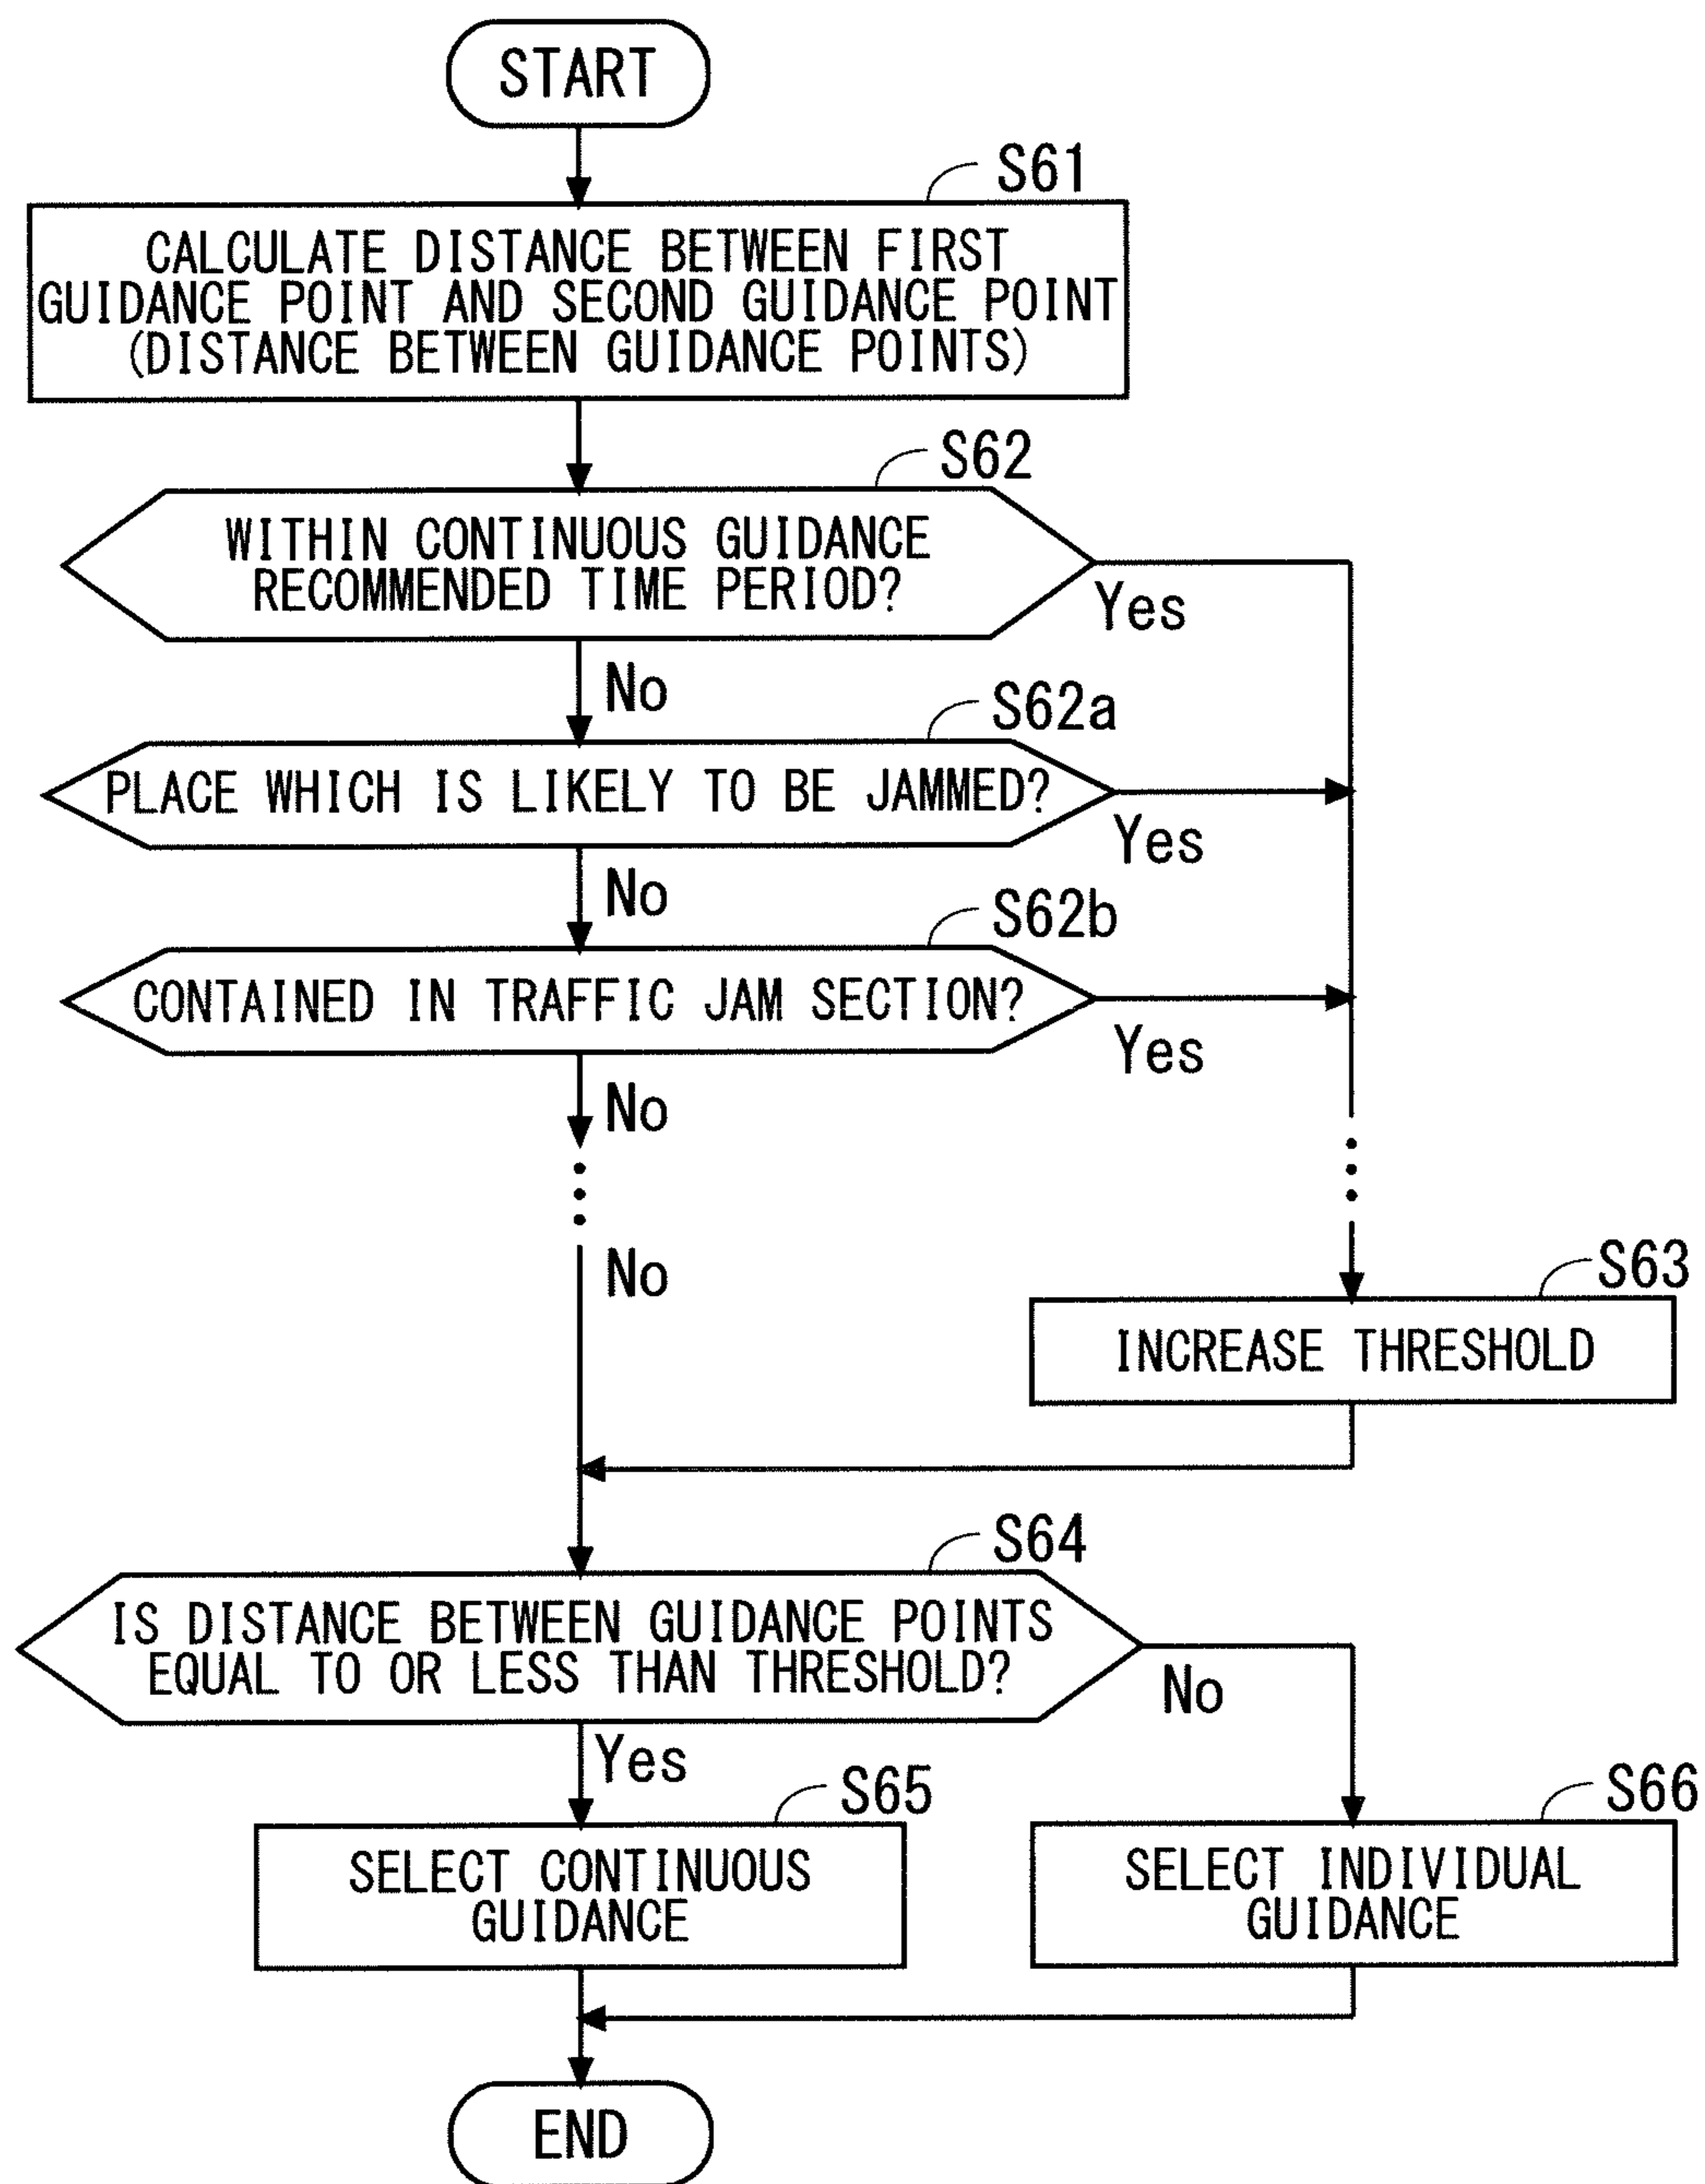 START
S61
CALCULATE DISTANCE BETWEEN FIRST
GUIDANCE POINT AND SECOND GUIDANCE POINT
(DISTANCE BETWEEN GUIDANCE POINTS)
S62
WITHIN CONTINUOUS GUIDANCE
RECOMMENDED TIME PERIOD?
Yes
No
S62a
PLACE WHICH IS LIKELY TO BE JAMMED?
Yes
No
S62b
CONTAINED IN TRAFFIC JAM SECTION?
Yes
No
No
S63
INCREASE THRESHOLD
S64
IS DISTANCE BETWEEN GUIDANCE POINTS
EQUAL TO OR LESS THAN THRESHOLD?
No
Yes
S65
SELECT CONTINUOUS
GUIDANCE
S66
SELECT INDIVIDUAL
GUIDANCE
END